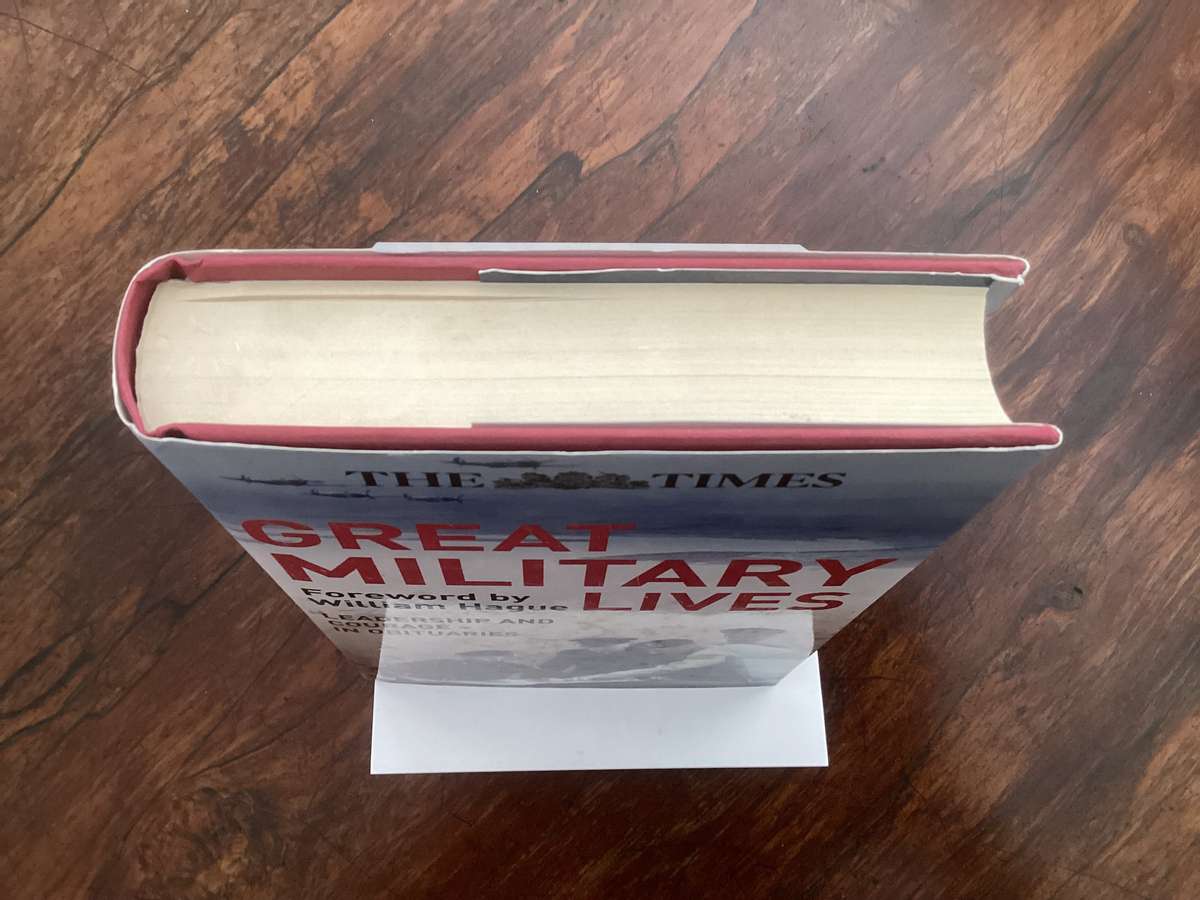 THE TIMES
GREAT
MILITARY
LIVES
Foreword by
William Hague
LEADERSHIP AND
COURAGE –
IN OBITUARIES